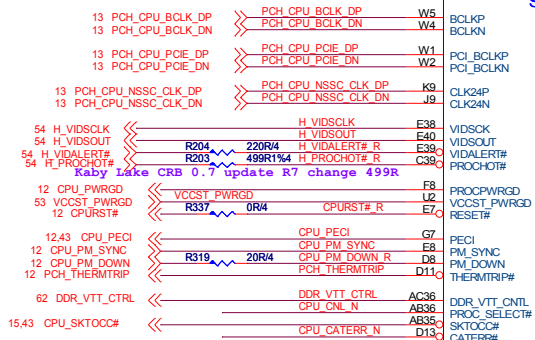 13 PCH_CPU_BCLK_DP PCH_CPU_BCLK_DP W5 BCLKP
13 PCH_CPU_BCLK_DN PCH_CPU_BCLK_DN W4 BCLKN
13 PCH_CPU_PCIE_DP PCH_CPU_PCIE_DP W1 PCI_BCLKP
13 PCH_CPU_PCIE_DN PCH_CPU_PCIE_DN W2 PCI_BCLKN
13 PCH_CPU_NSSC_CLK_DP PCH_CPU_NSSC_CLK_DP K9 CLK24P
13 PCH_CPU_NSSC_CLK_DN PCH_CPU_NSSC_CLK_DN J9 CLK24N
54 H_VIDSCLK H_VIDSCLK E38 VIDSCK
54 H_VIDSOUT H_VIDSOUT E40 VIDSOUT
54 H_VIDALERT# R204 220R/4 H_VIDALERT#_R E39 VIDALERT#
54 H_PROCHOT# R203 499R1%4 H_PROCHOT#_R C39 PROCHOT#
Kaby Lake CRB 0.7 update R7 change 499R
12 CPU_PWRGD F8 PROCPWRGD
53 VCCST_PWRGD VCCST_PWRGD U2 VCCST_PWRGD
12 CPURST# R337 0R/4 CPURST#_R E7 RESET#
12,43 CPU_PECI CPU_PECI G7 PECI
12 CPU_PM_SYNC CPU_PM_SYNC E8 PM_SYNC
12 CPU_PM_DOWN R319 20R/4 CPU_PM_DOWN_R D8 PM_DOWN
12 PCH_THERMTRIP PCH_THERMTRIP D11 THERMTRIP#
62 DDR_VTT_CTRL DDR_VTT_CTRL AC36 DDR_VTT_CNTL
CPU_CNL_N AB36 PROC_SELECT#
15,43 CPU_SKTOCC# AB35 SKTOCC#
CPU_CATERR_N D13 CATERR#